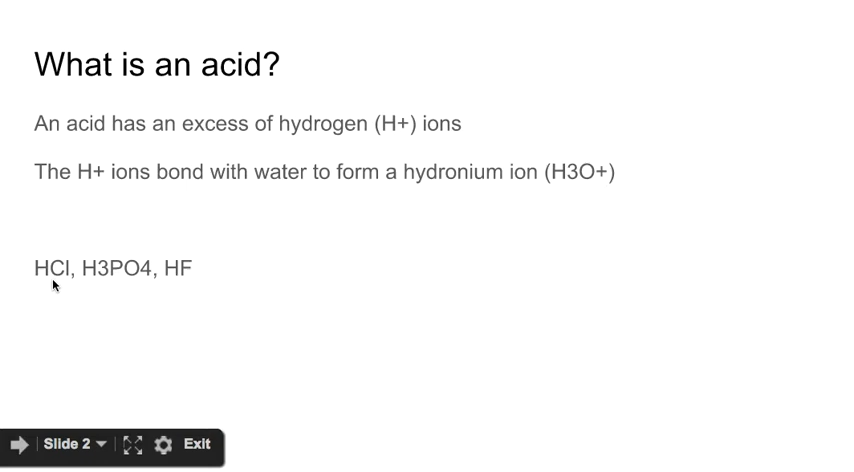 What is an acid?
An acid has an excess of hydrogen (H+) ions
The H+ ions bond with water to form a hydronium ion (H3O+)
HCl, H3PO4, HF
Slide 2
Exit